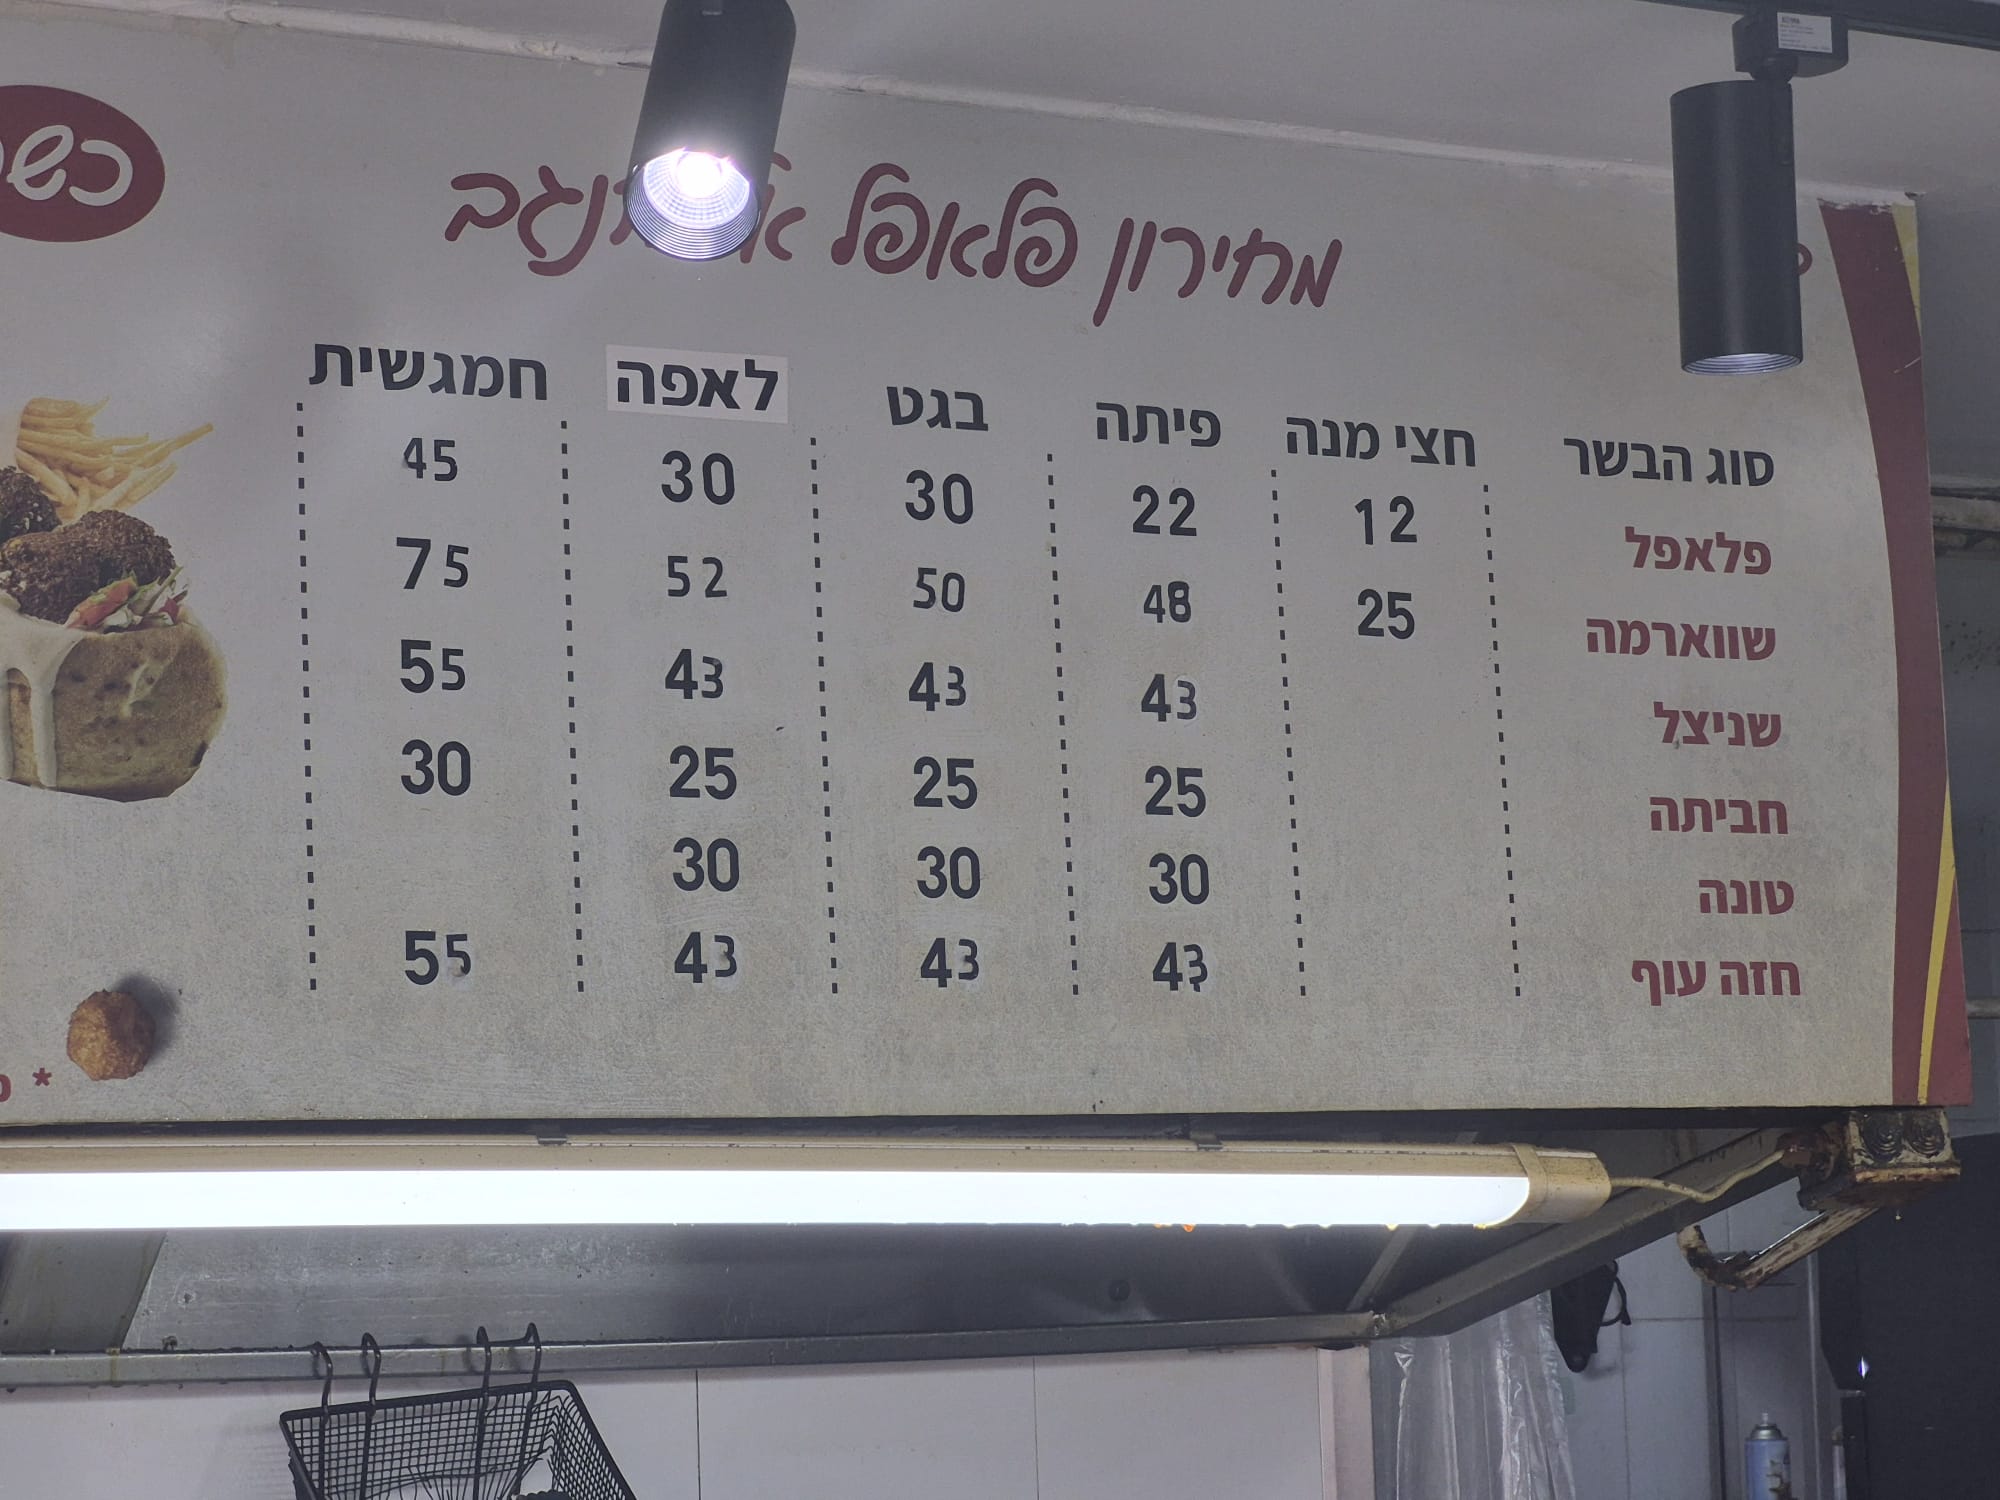 כשר
מחירון פלאפל
סוג הבשר חצי מנה פיתה בגט לאפה חמגשית
פלאפל 12 22 30 30 45
שווארמה 25 48 50 52 75
שניצל 43 43 43 55
חביתה 25 25 25 30
טונה 30 30 30
חזה עוף 43 43 43 55
*